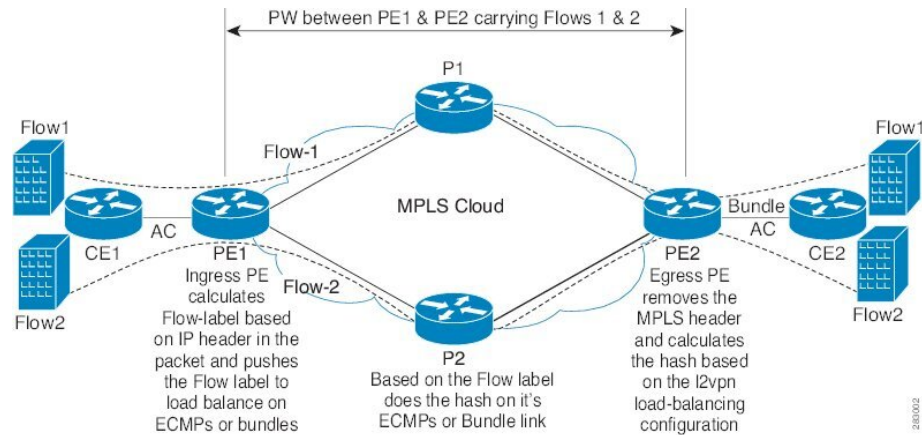 PW between PE1 & PE2 carrying Flows 1 & 2
P1
Flow1
Flow1
Flow-1
MPLS Cloud
Bundle
AC
AC
CE1
PE1
PE2
CE2
Flow-2
Flow2
Flow2
Ingress PE
calculates
Flow-label based
on IP header in the
packet and pushes
the Flow label to
load balance on
ECMPs or bundles
P2
Based on the Flow label
does the hash on it's
ECMPs or Bundle link
Egress PE
removes the
MPLS header
and calculates
the hash based
on the l2vpn
load-balancing
configuration
283002